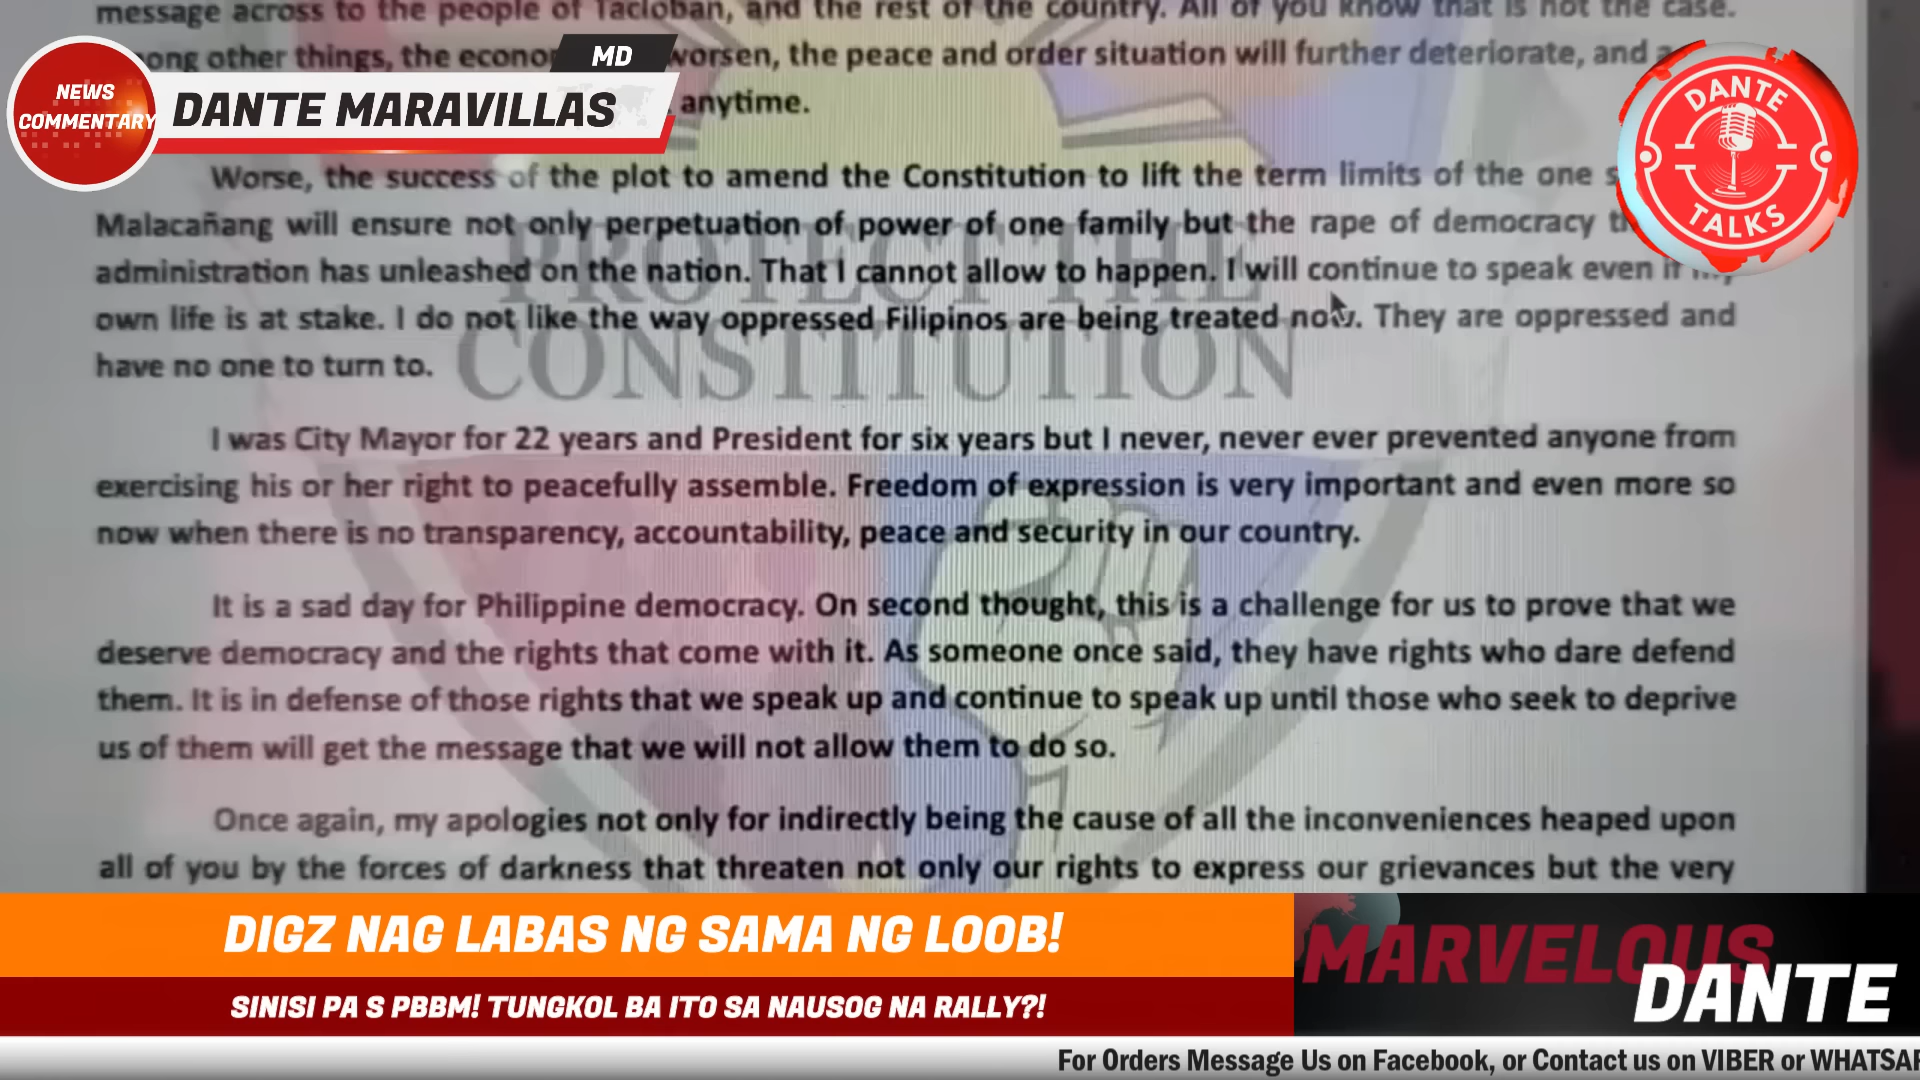 message across to the people of Tacloban, and the rest of the country. All of you know that is not the case.
ong other things, the econo worsen, the peace and order situation will further deteriorate, and a
anytime.
MD
NEWS
COMMENTARY
DANTE MARAVILLAS
DANTE
TALKS
Worse, the success of the plot to amend the Constitution to lift the term limits of the one s
Malacañang will ensure not only perpetuation of power of one family but the rape of democracy t
administration has unleashed on the nation. That I cannot allow to happen. I will continue to speak even if
own life is at stake. I do not like the way oppressed Filipinos are being treated now. They are oppressed and
have no one to turn to.
PROTECT THE
CONSTITUTION
I was City Mayor for 22 years and President for six years but I never, never ever prevented anyone from
exercising his or her right to peacefully assemble. Freedom of expression is very important and even more so
now when there is no transparency, accountability, peace and security in our country.
It is a sad day for Philippine democracy. On second thought, this is a challenge for us to prove that we
deserve democracy and the rights that come with it. As someone once said, they have rights who dare defend
them. It is in defense of those rights that we speak up and continue to speak up until those who seek to deprive
us of them will get the message that we will not allow them to do so.
Once again, my apologies not only for indirectly being the cause of all the inconveniences heaped upon
all of you by the forces of darkness that threaten not only our rights to express our grievances but the very
DIGZ NAG LABAS NG SAMA NG LOOB!
SINISI PA S PBBM! TUNGKOL BA ITO SA NAUSOG NA RALLY?!
MARVELOUS
DANTE
For Orders Message Us on Facebook, or Contact us on VIBER or WHATSAP